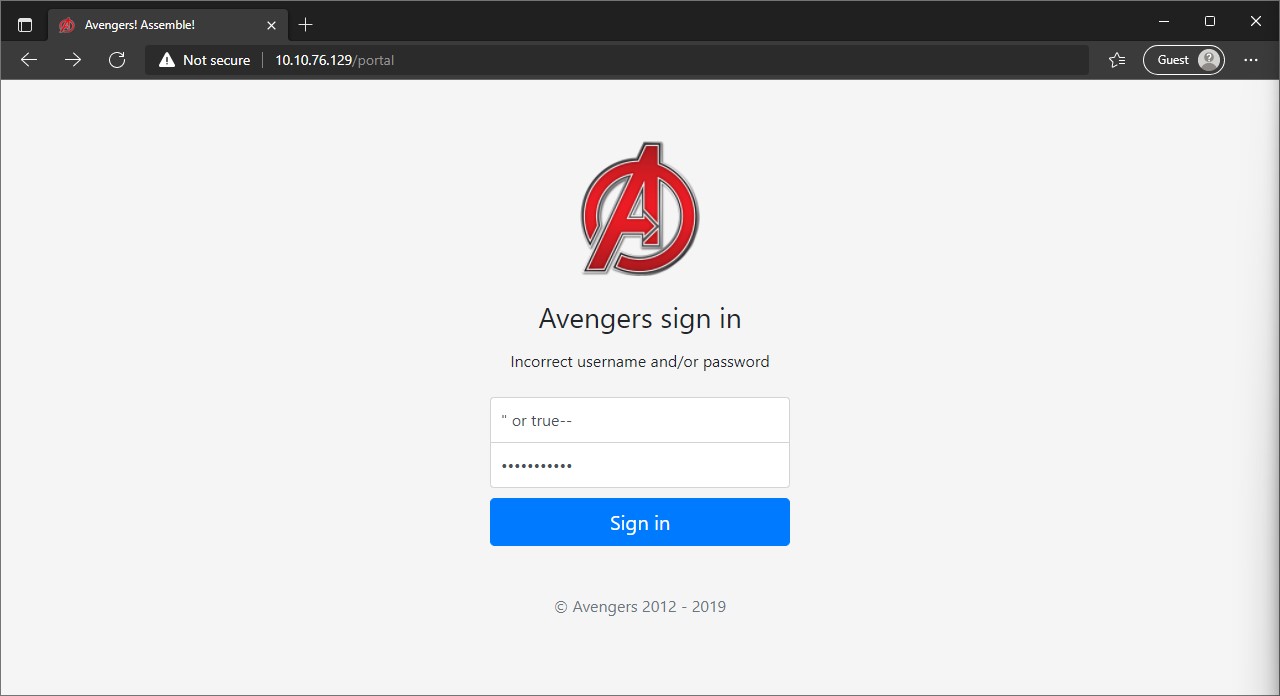 Avengers! Assemble!
Not secure 10.10.76.129/portal Guest
Avengers sign in
Incorrect username and/or password
" or true--
•••••••••••
Sign in
© Avengers 2012 - 2019